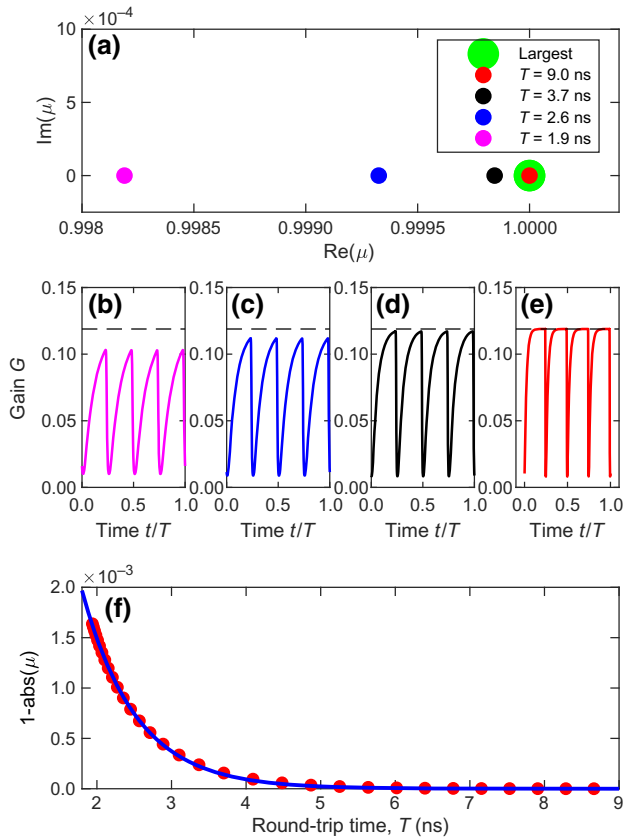 × 10⁻⁴
10
5
0
Im(μ)
(a)
Largest
T = 9.0 ns
T = 3.7 ns
T = 2.6 ns
T = 1.9 ns
0.998 0.9985 0.9990 0.9995 1.0000
Re(μ)
0.15 0.15 0.15 0.15
(b) (c) (d) (e)
0.10 0.10 0.10 0.10
Gain G
0.05 0.05 0.05 0.05
0.00 0.00 0.00 0.00
0.0 0.5 1.0 0.0 0.5 1.0 0.0 0.5 1.0 0.0 0.5 1.0
Time t/T Time t/T Time t/T Time t/T
× 10⁻³
2.0
(f)
1.5
1.0
0.5
0.0
1-abs(μ)
2 3 4 5 6 7 8 9
Round-trip time, T (ns)